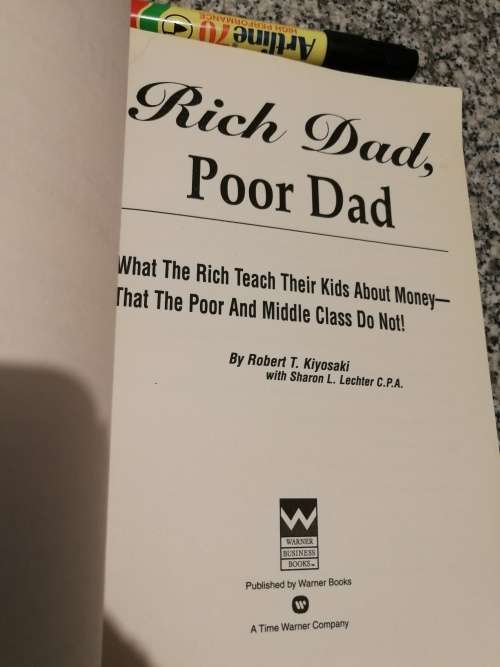 Artline 70
HIGH PERFORMANCE
Rich Dad,
Poor Dad
What The Rich Teach Their Kids About Money—
That The Poor And Middle Class Do Not!
By Robert T. Kiyosaki
with Sharon L. Lechter C.P.A.
W
WARNER
BUSINESS
BOOKS™
Published by Warner Books
W
A Time Warner Company